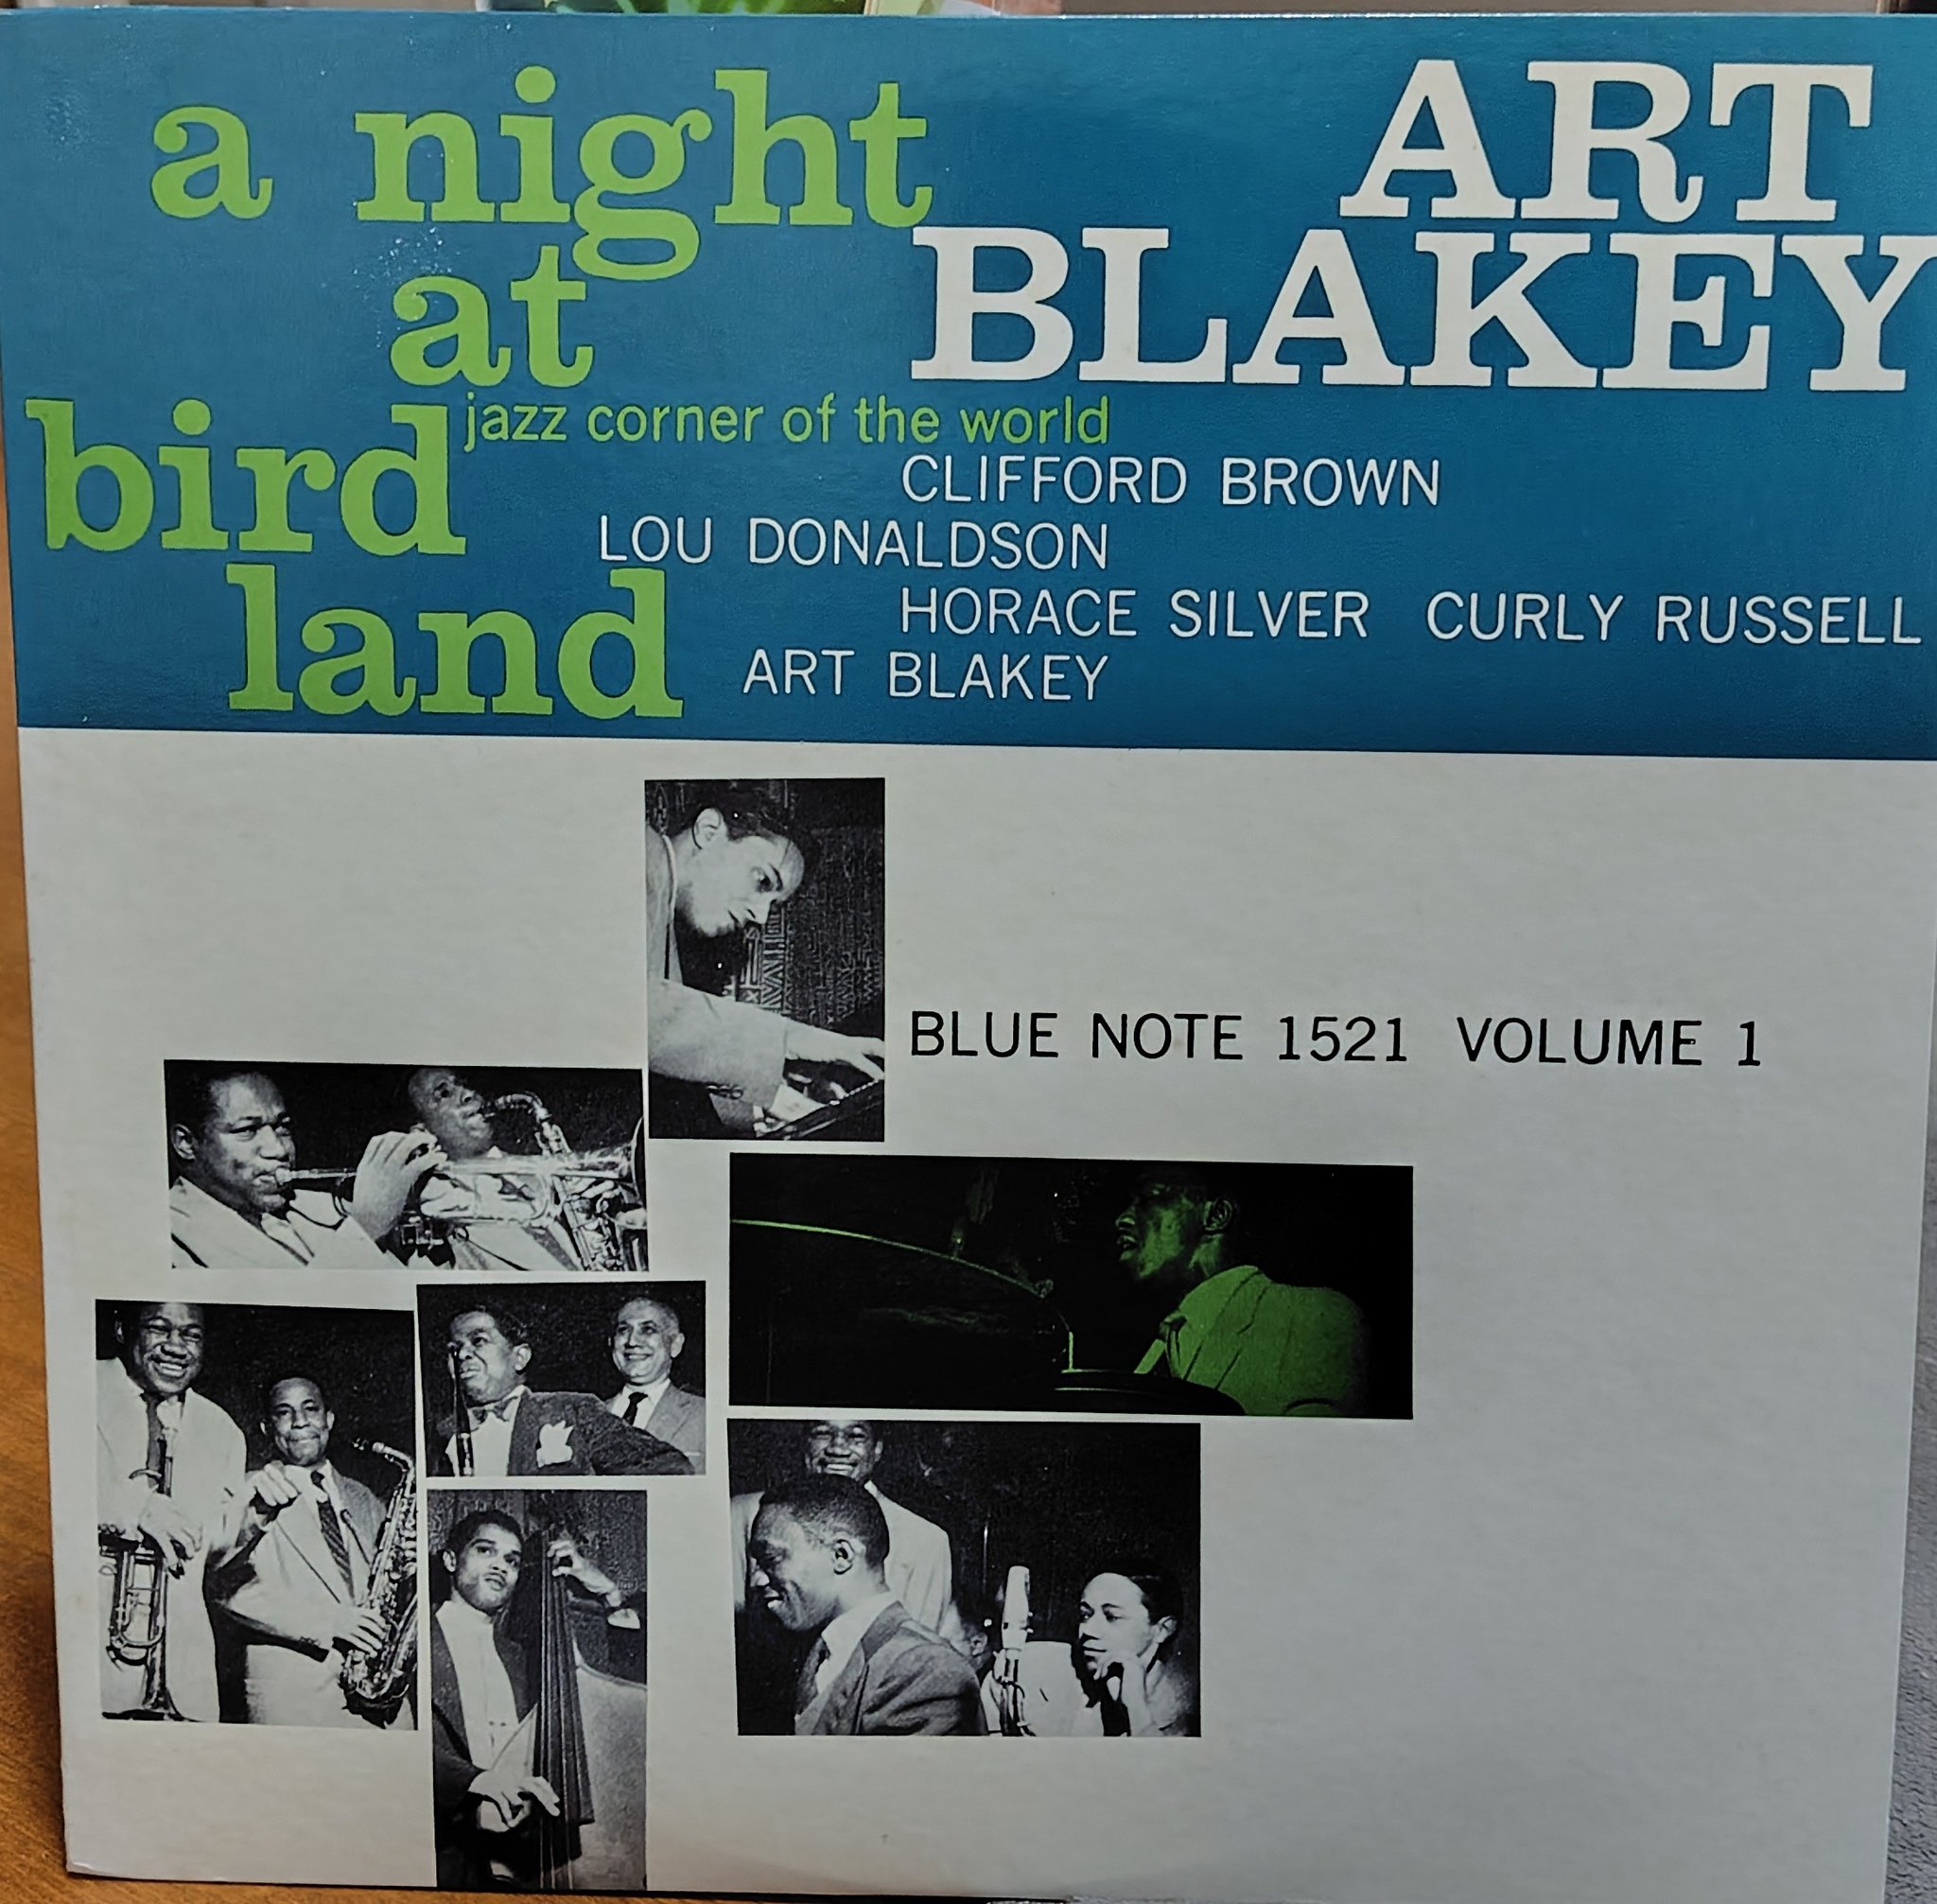 a night
at
bird
land
ART
BLAKEY
jazz corner of the world
CLIFFORD BROWN
LOU DONALDSON
HORACE SILVER CURLY RUSSELL
ART BLAKEY
BLUE NOTE 1521 VOLUME 1